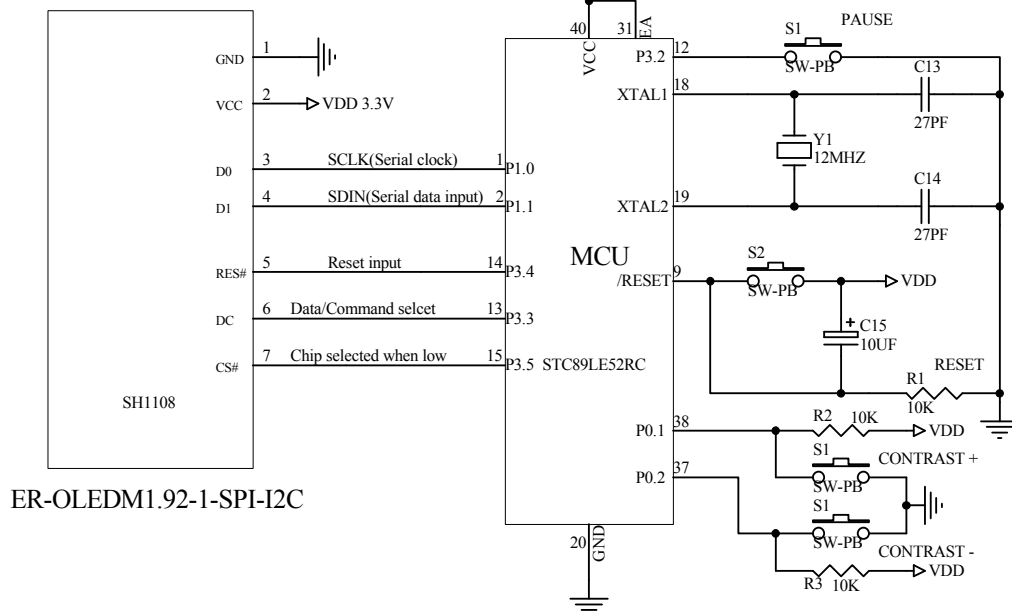 GND 1
VCC 2 VDD 3.3V
D0 3 SCLK(Serial clock) 1 P1.0
D1 4 SDIN(Serial data input) 2 P1.1
RES# 5 Reset input 14 P3.4
DC 6 Data/Command selcet 13 P3.3
CS# 7 Chip selected when low 15 P3.5
SH1108
ER-OLEDM1.92-1-SPI-I2C
40 VCC
31 EA
MCU
STC89LE52RC
20 GND
P3.2 12
S1 PAUSE
SW-PB
XTAL1 18
C13
27PF
Y1
12MHZ
XTAL2 19
C14
27PF
/RESET 9
S2
SW-PB
VDD
C15
10UF
+
RESET
R1
10K
P0.1 38
R2 10K VDD
S1 CONTRAST +
SW-PB
P0.2 37
S1
SW-PB
CONTRAST -
R3 10K VDD